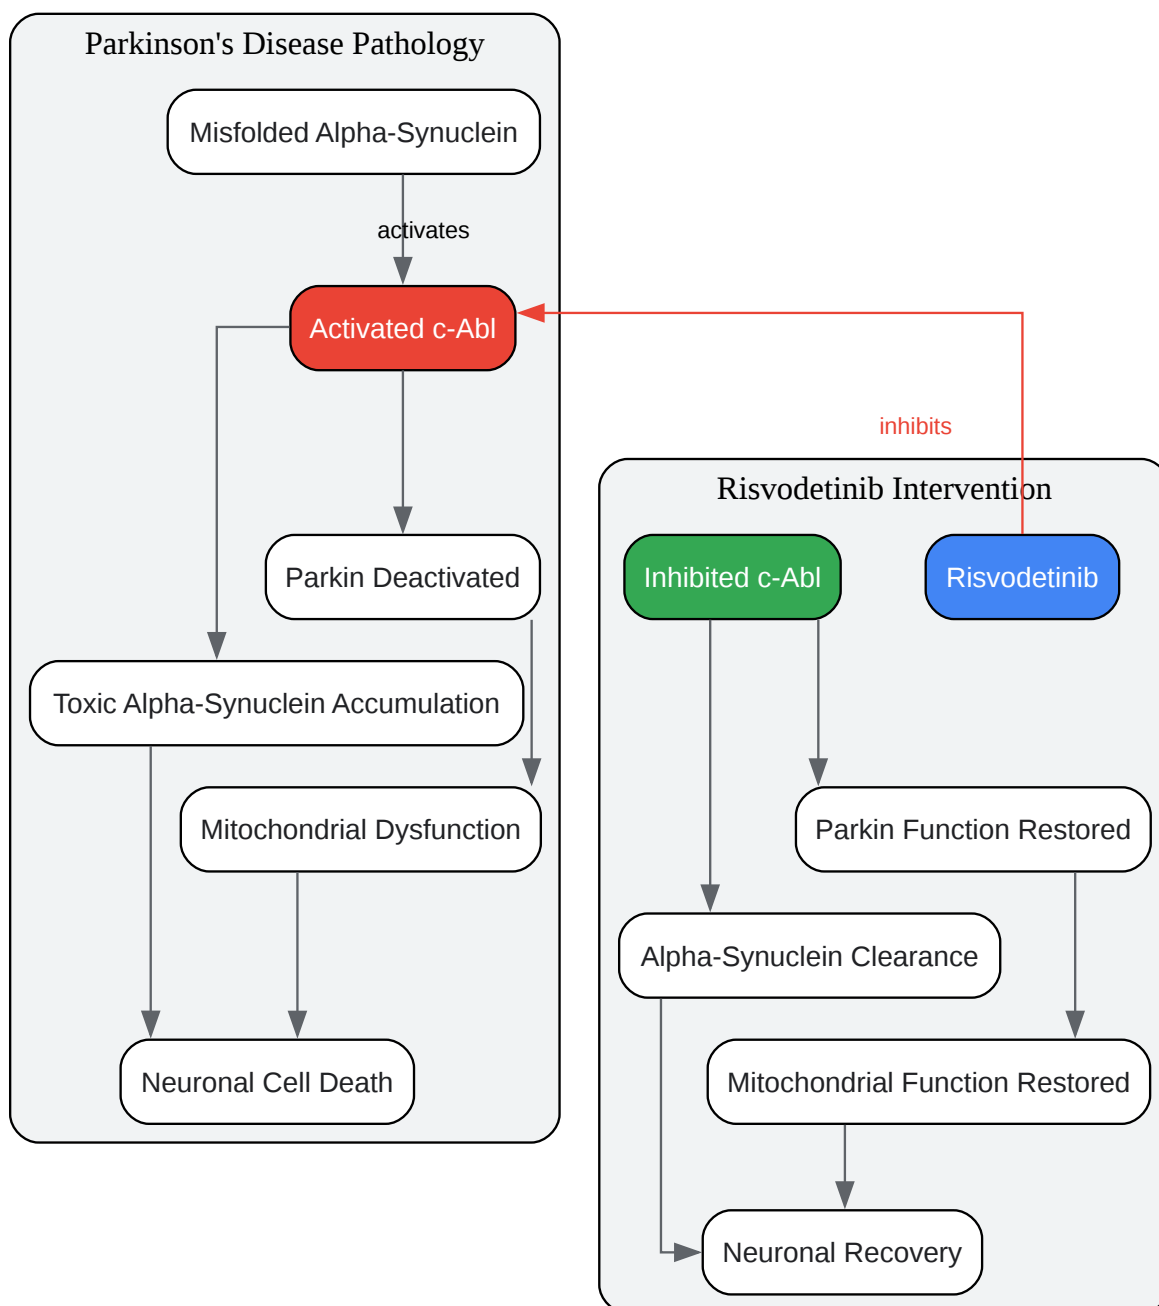 Parkinson's Disease Pathology
Misfolded Alpha-Synuclein
activates
Activated c-Abl
Parkin Deactivated
Toxic Alpha-Synuclein Accumulation
Mitochondrial Dysfunction
Neuronal Cell Death
inhibits
Risvodetinib Intervention
Inhibited c-Abl
Risvodetinib
Parkin Function Restored
Alpha-Synuclein Clearance
Mitochondrial Function Restored
Neuronal Recovery